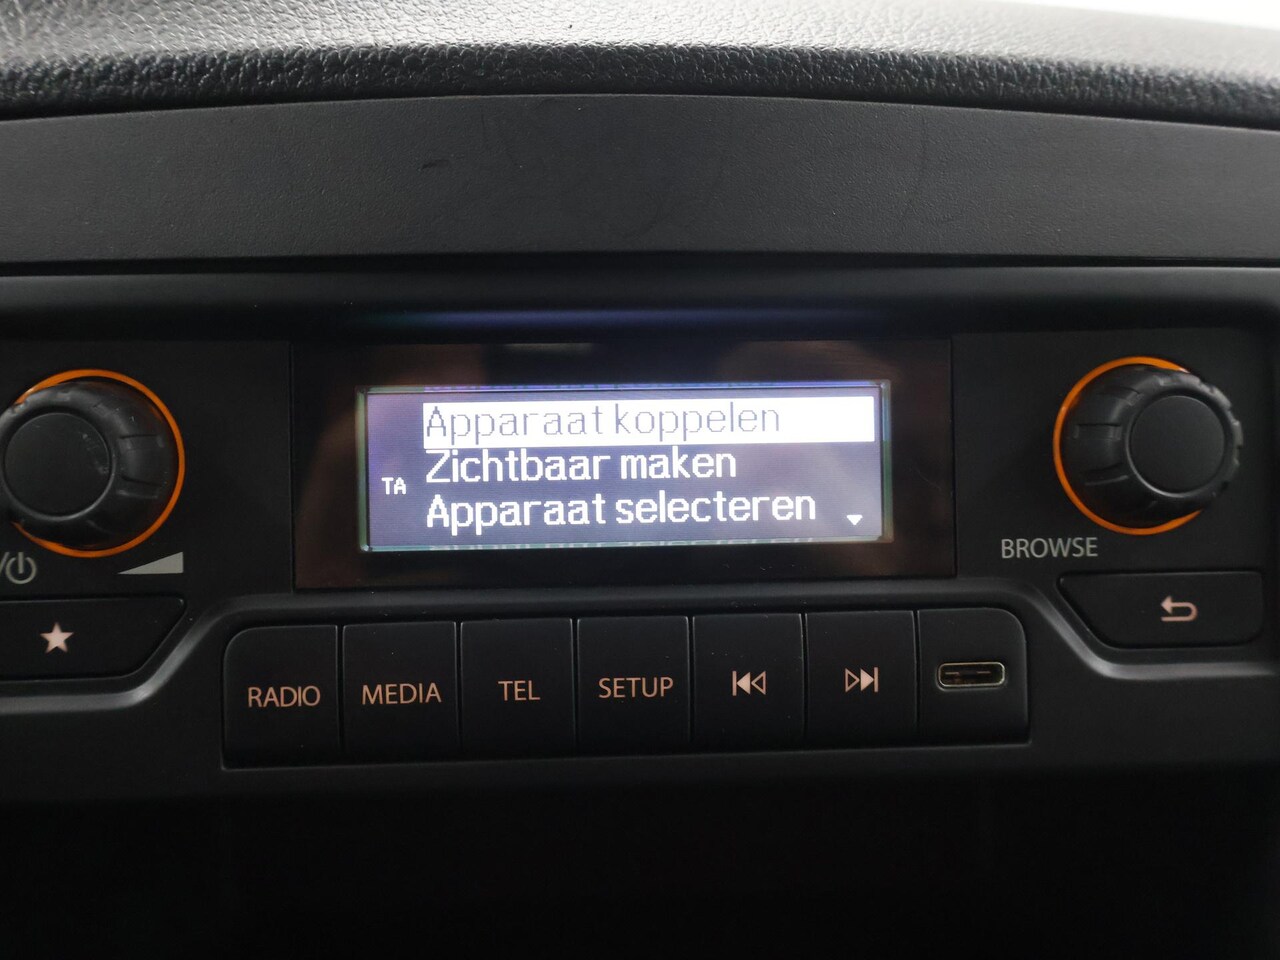 Apparaat koppelen
Zichtbaar maken
TA
Apparaat selecteren
BROWSE
RADIO
MEDIA
TEL
SETUP